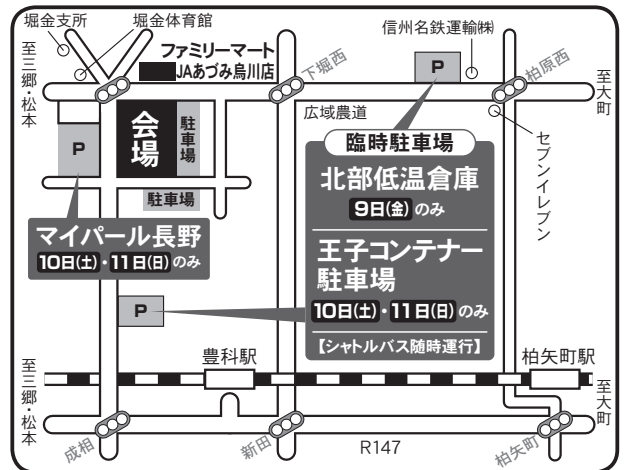 堀金支所
堀金体育館
至三郷・松本
ファミリーマート
JAあづみ烏川店
下堀西
信州名鉄運輸㈱
P
柏原西
至大町
広域農道
セブンイレブン
P
会場
駐車場
駐車場
マイパール長野
10日(土)・11日(日)のみ
臨時駐車場
北部低温倉庫
9日(金)のみ
王子コンテナー
駐車場
10日(土)・11日(日)のみ
【シャトルバス随時運行】
P
豊科駅
柏矢町駅
至三郷・松本
至大町
成相
新田
R147
柏矢町